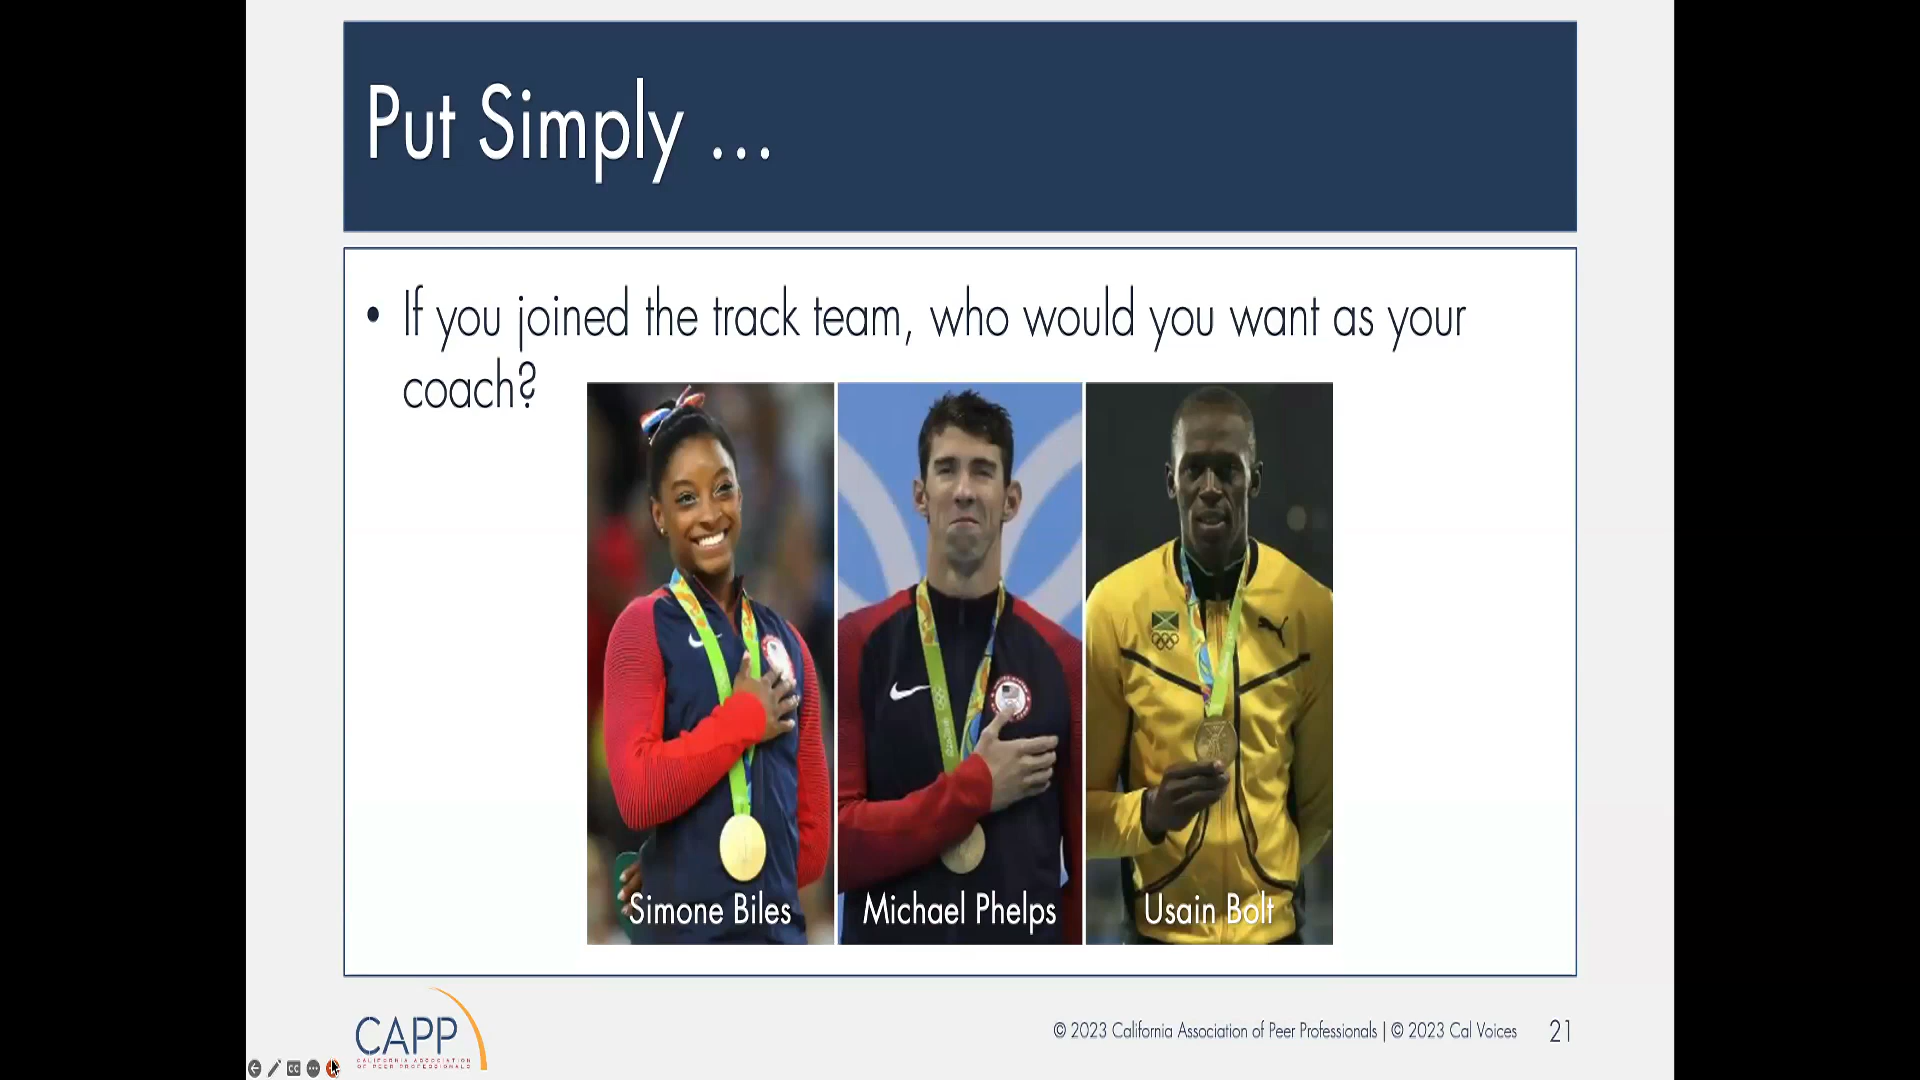 Put Simply ...
• If you joined the track team, who would you want as your
coach?
Simone Biles
Michael Phelps
Usain Bolt
CAPP
CALIFORNIA ASSOCIATION
OF PEER PROFESSIONALS
© 2023 California Association of Peer Professionals | © 2023 Cal Voices
21
CC